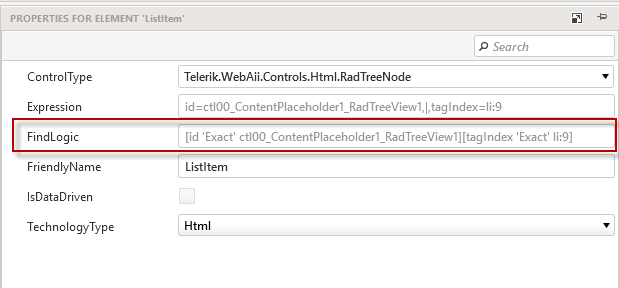 PROPERTIES FOR ELEMENT 'ListItem'
Search
ControlType Telerik.WebAii.Controls.Html.RadTreeNode
Expression id=ctl00_ContentPlaceholder1_RadTreeView1,|,tagIndex=li:9
FindLogic [id 'Exact' ctl00_ContentPlaceholder1_RadTreeView1][tagIndex 'Exact' li:9]
FriendlyName ListItem
IsDataDriven
TechnologyType Html